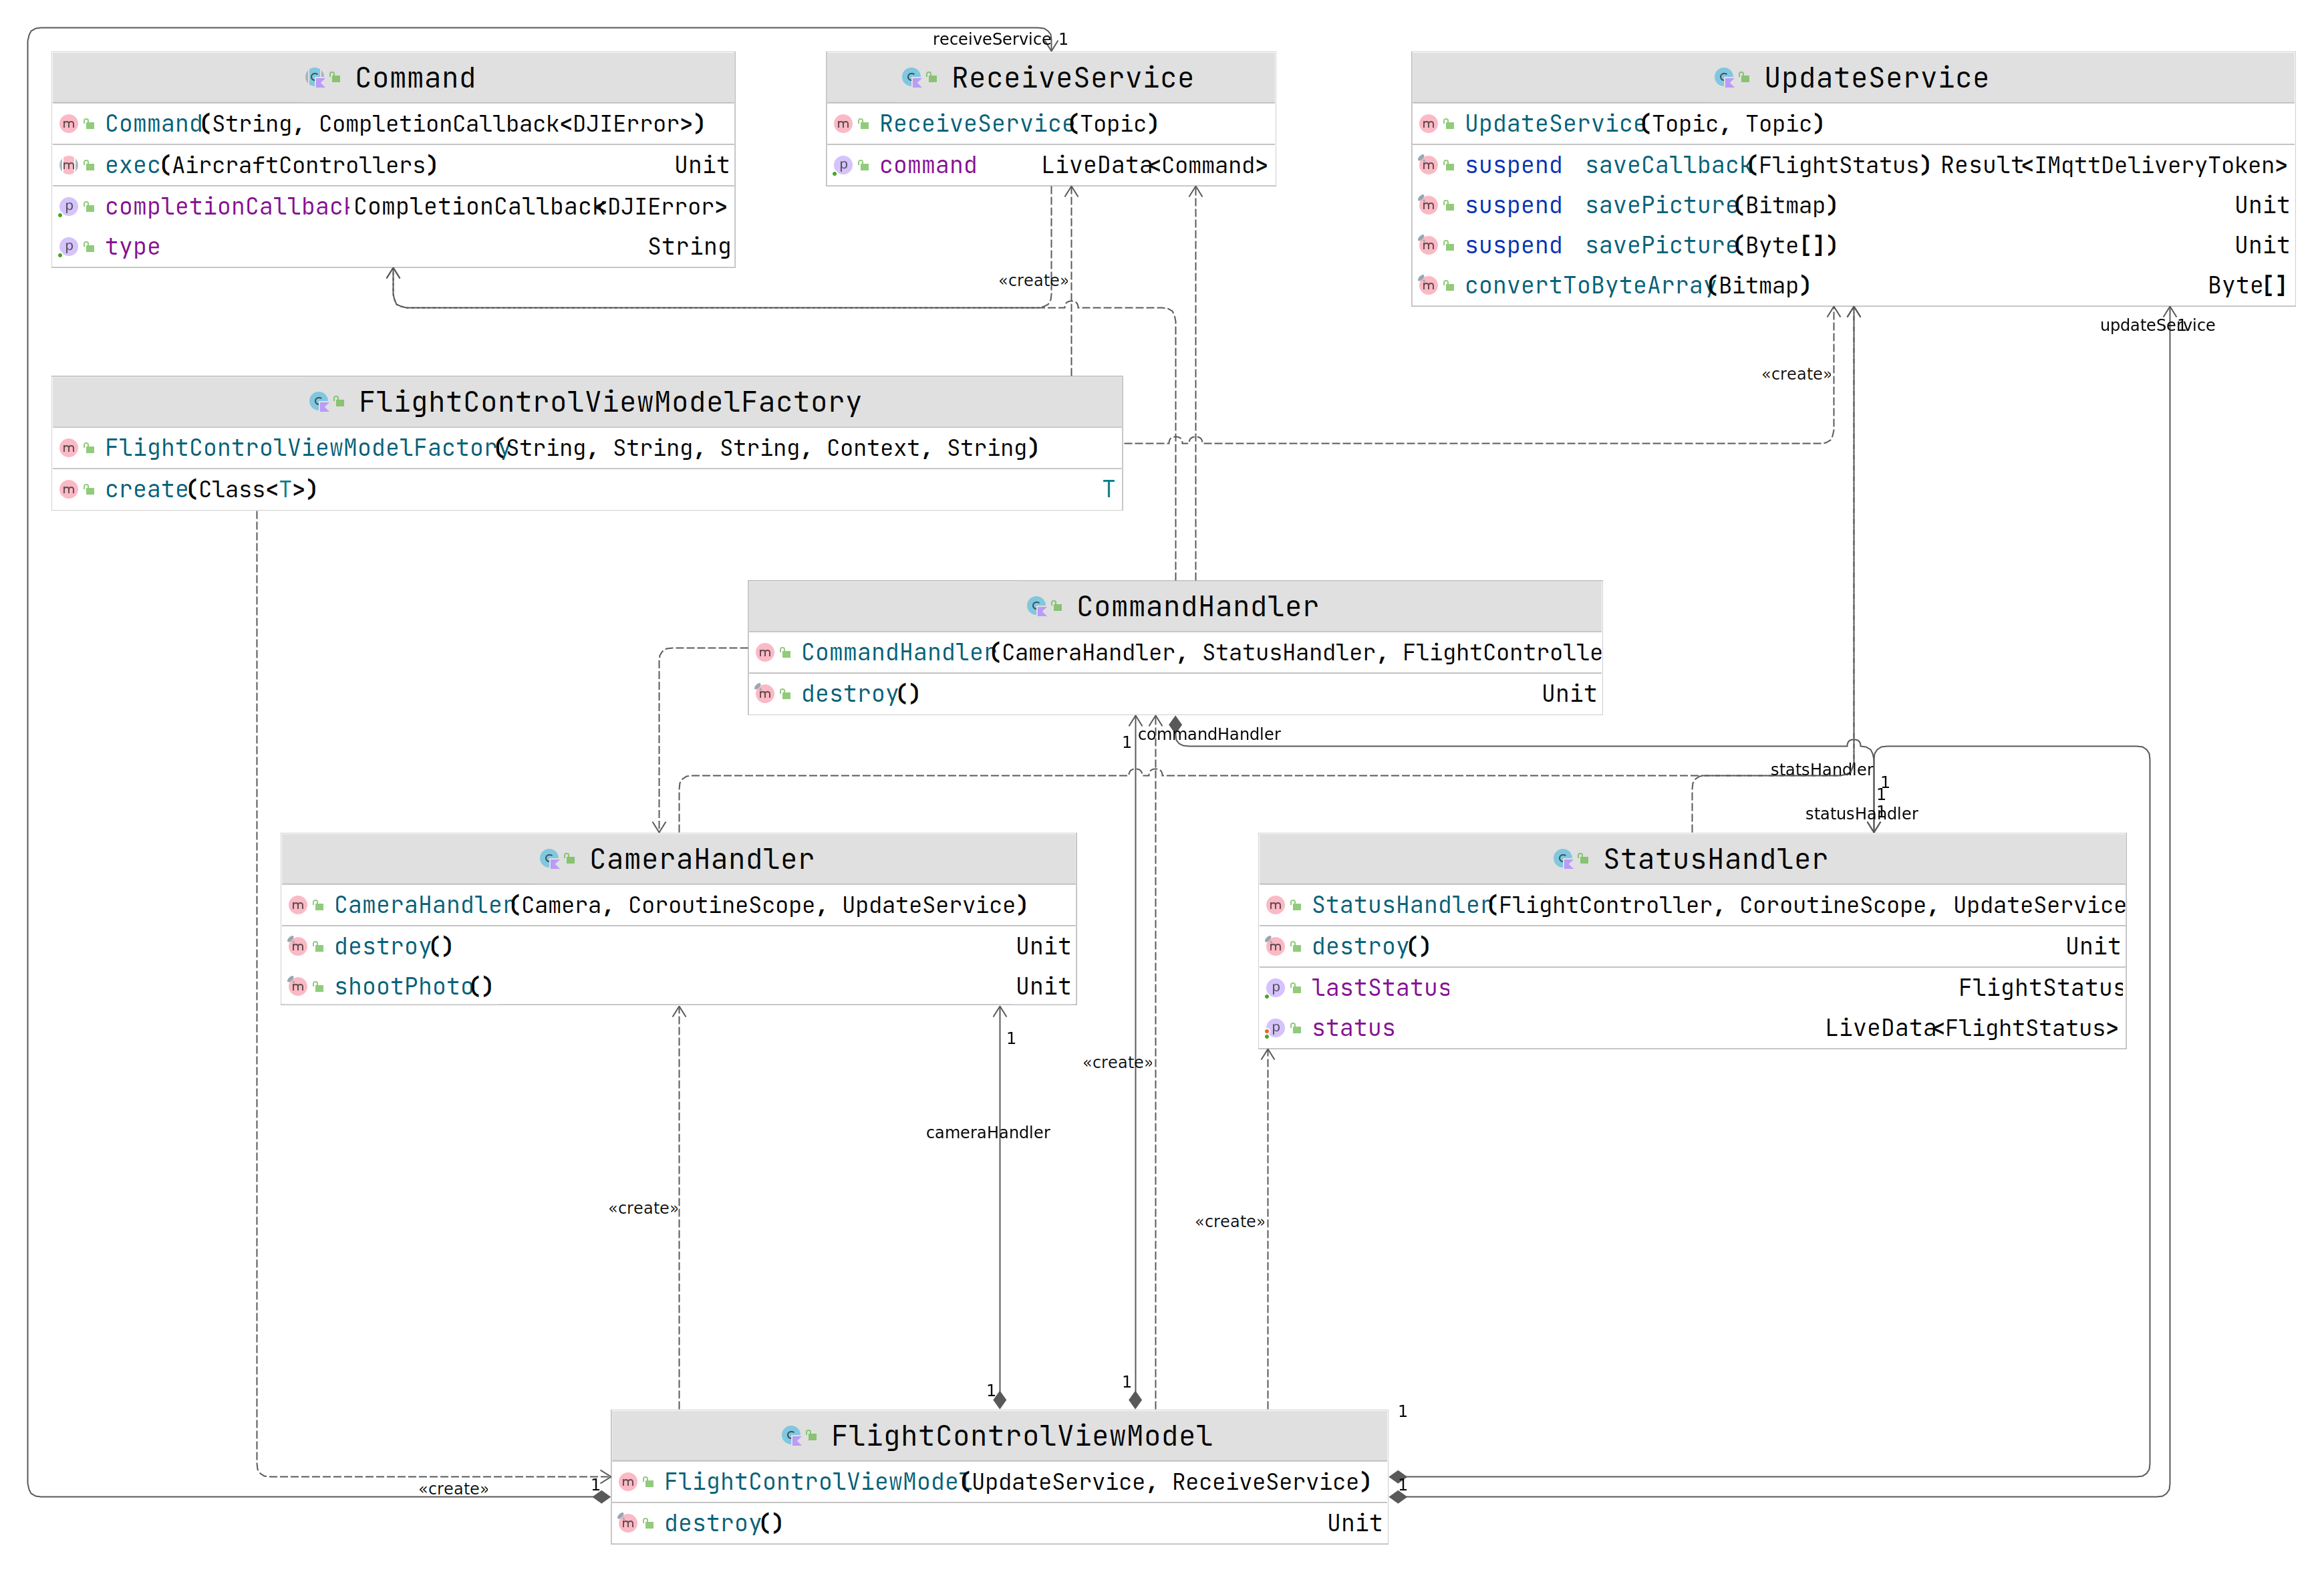 receiveService 1
Command
Command(String, CompletionCallback<DJIError>)
exec(AircraftControllers) Unit
completionCallback CompletionCallback<DJIError>
type String
ReceiveService
ReceiveService(Topic)
command LiveData<Command>
UpdateService
UpdateService(Topic, Topic)
suspend saveCallback(FlightStatus) Result<IMqttDeliveryToken>
suspend savePicture(Bitmap) Unit
suspend savePicture(Byte[]) Unit
convertToByteArray(Bitmap) Byte[]
«create»
updateService 1
«create»
FlightControlViewModelFactory
FlightControlViewModelFactory(String, String, String, Context, String)
create(Class<T>) T
CommandHandler
CommandHandler(CameraHandler, StatusHandler, FlightControlle
destroy() Unit
1 commandHandler
statsHandler
1
1
statusHandler 1
CameraHandler
CameraHandler(Camera, CoroutineScope, UpdateService)
destroy() Unit
shootPhoto() Unit
StatusHandler
StatusHandler(FlightController, CoroutineScope, UpdateService
destroy() Unit
lastStatus FlightStatus
status LiveData<FlightStatus>
1
«create»
cameraHandler
«create»
«create»
1
1
1
FlightControlViewModel
FlightControlViewModel(UpdateService, ReceiveService)
destroy() Unit
«create»
1
1